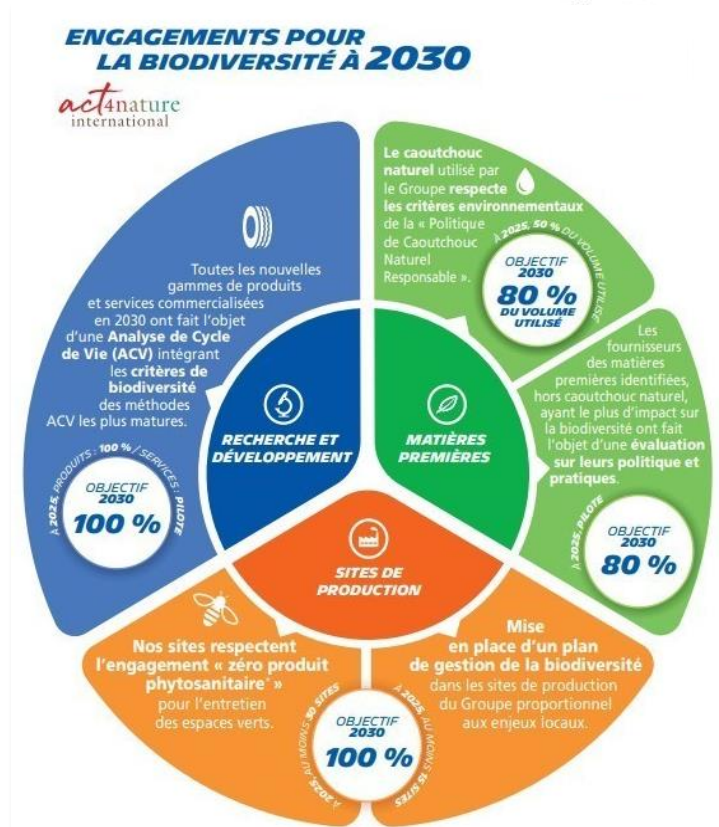 ENGAGEMENTS POUR
LA BIODIVERSITÉ À 2030
act4nature
international
Toutes les nouvelles
gammes de produits
et services commercialisées
en 2030 ont fait l'objet
d'une Analyse de Cycle
de Vie (ACV) intégrant
les critères de
biodiversité
des méthodes
ACV les plus matures.
À 2025, PRODUITS : 100 % / SERVICES : PILOTE
OBJECTIF
2030
100 %
RECHERCHE ET
DÉVELOPPEMENT
Le caoutchouc
naturel utilisé par
le Groupe respecte
les critères environnementaux
de la « Politique
de Caoutchouc
Naturel
Responsable ».
À 2025, 50 % DU VOLUME UTILISÉ
OBJECTIF
2030
80 %
DU VOLUME
UTILISÉ
MATIÈRES
PREMIÈRES
Les
fournisseurs
des matières
premières identifiées,
hors caoutchouc naturel,
ayant le plus d'impact sur
la biodiversité ont fait
l'objet d'une évaluation
sur leurs politique et
pratiques.
À 2025, PILOTE
OBJECTIF
2030
80 %
SITES DE
PRODUCTION
Nos sites respectent
l'engagement « zéro produit
phytosanitaire* »
pour l'entretien
des espaces verts.
À 2025, AU MOINS 30 SITES
OBJECTIF
2030
100 %
À 2025, AU MOINS 15 SITES
Mise
en place d'un plan
de gestion de la biodiversité
dans les sites de production
du Groupe proportionnel
aux enjeux locaux.